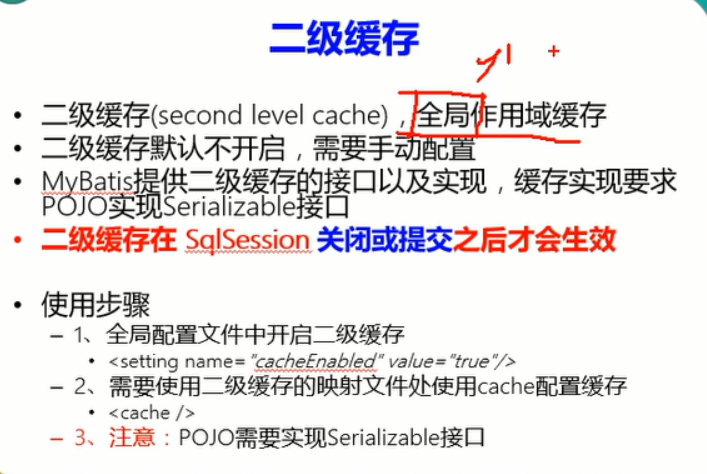 二级缓存
• 二级缓存(second level cache)，全局作用域缓存
• 二级缓存默认不开启，需要手动配置
• MyBatis提供二级缓存的接口以及实现，缓存实现要求
POJO实现Serializable接口
• 二级缓存在 SqlSession 关闭或提交之后才会生效
• 使用步骤
– 1、全局配置文件中开启二级缓存
• <setting name="cacheEnabled" value="true"/>
– 2、需要使用二级缓存的映射文件处使用cache配置缓存
• <cache />
– 3、注意：POJO需要实现Serializable接口